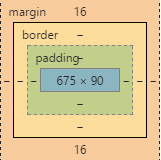 margin 16
border –
padding –
– – – 675 × 90 – – –
–
–
16